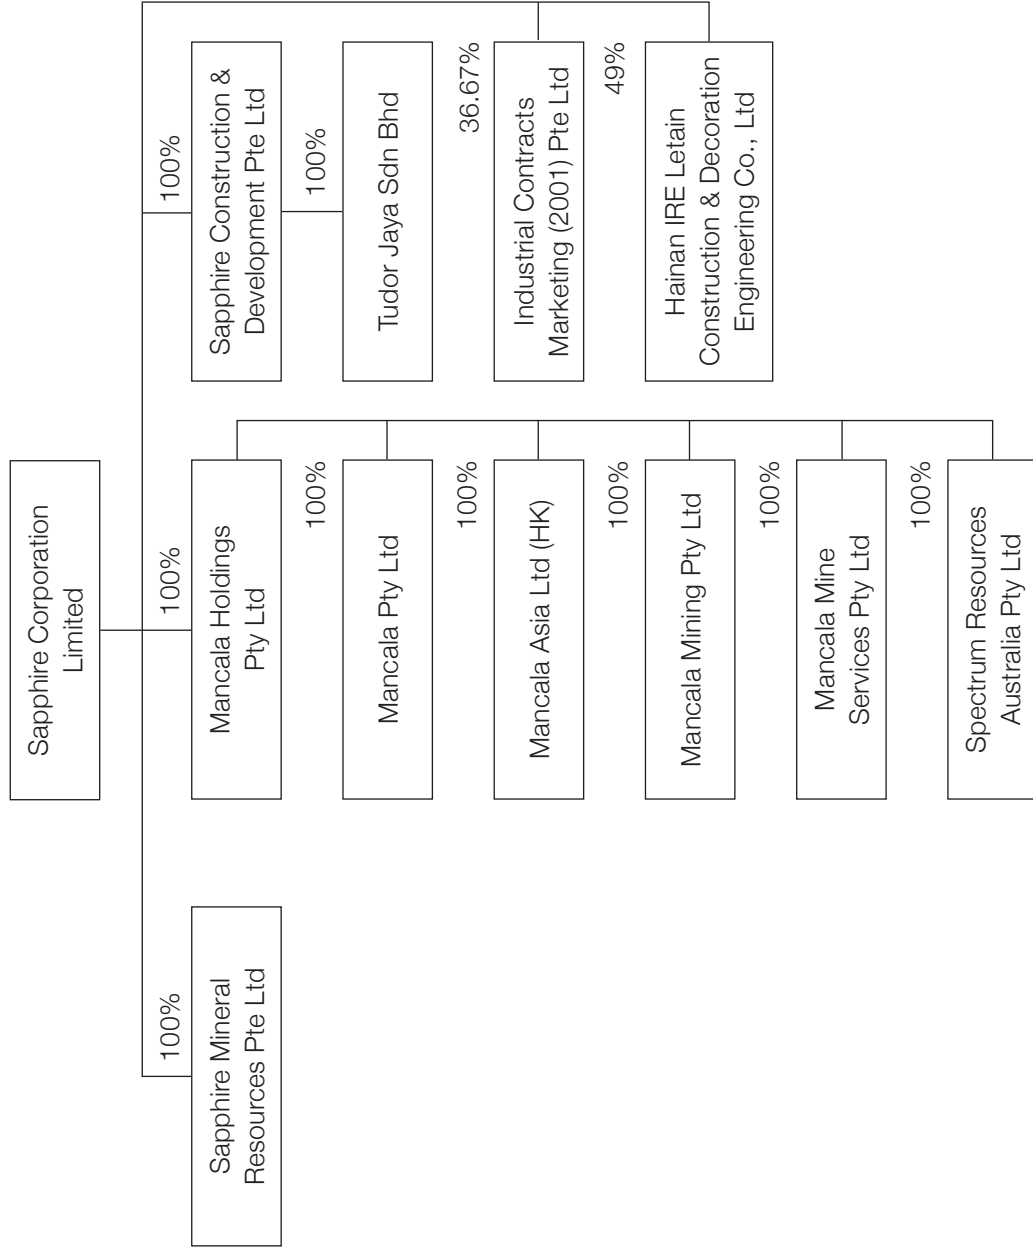 Sapphire Corporation
Limited
100%
Sapphire Mineral
Resources Pte Ltd
100%
Mancala Holdings
Pty Ltd
100%
Mancala Pty Ltd
100%
Mancala Asia Ltd (HK)
100%
Mancala Mining Pty Ltd
100%
Mancala Mine
Services Pty Ltd
100%
Spectrum Resources
Australia Pty Ltd
100%
Sapphire Construction &
Development Pte Ltd
100%
Tudor Jaya Sdn Bhd
36.67%
Industrial Contracts
Marketing (2001) Pte Ltd
49%
Hainan IRE Letain
Construction & Decoration
Engineering Co., Ltd